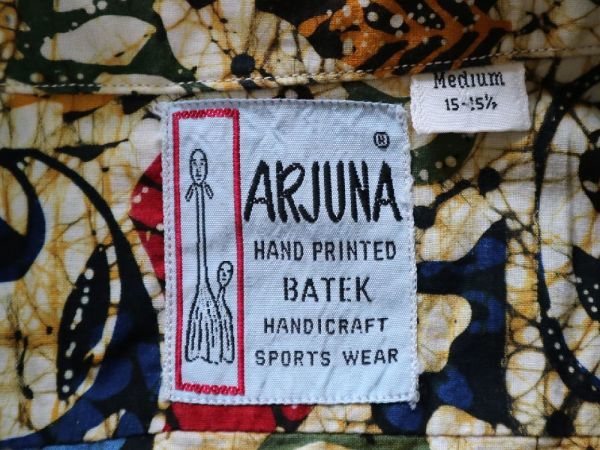 Medium
15-15½
®
ARJUNA
HAND PRINTED
BATEK
HANDICRAFT
SPORTS WEAR